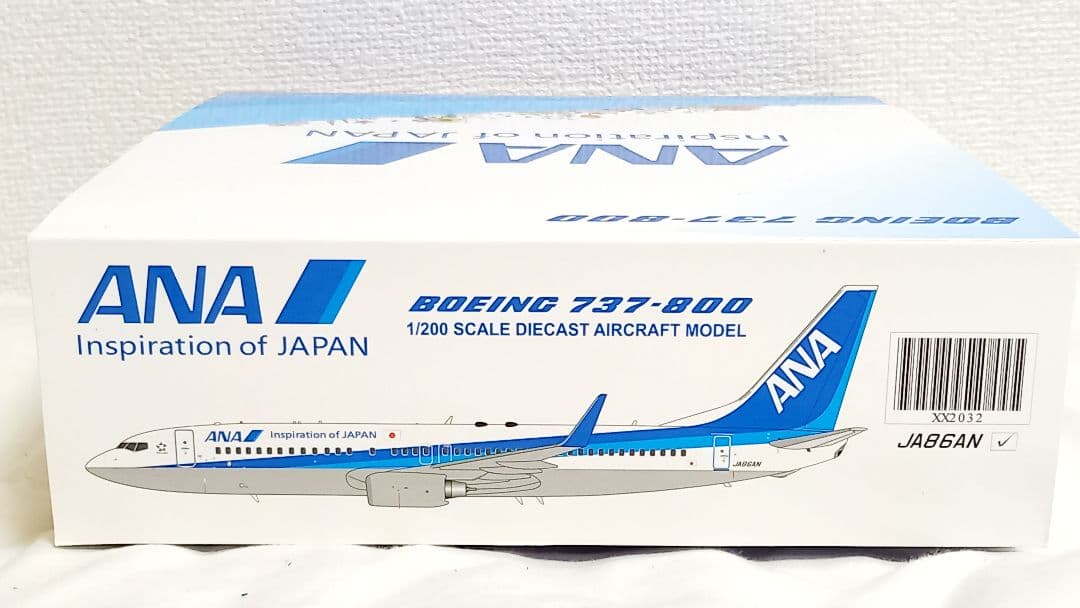 Inspiration of JAPAN
ANA
BOEING 737-800
ANA
Inspiration of JAPAN
BOEING 737-800
1/200 SCALE DIECAST AIRCRAFT MODEL
ANA
ANA Inspiration of JAPAN
JA86AN
XX2032
JA86AN